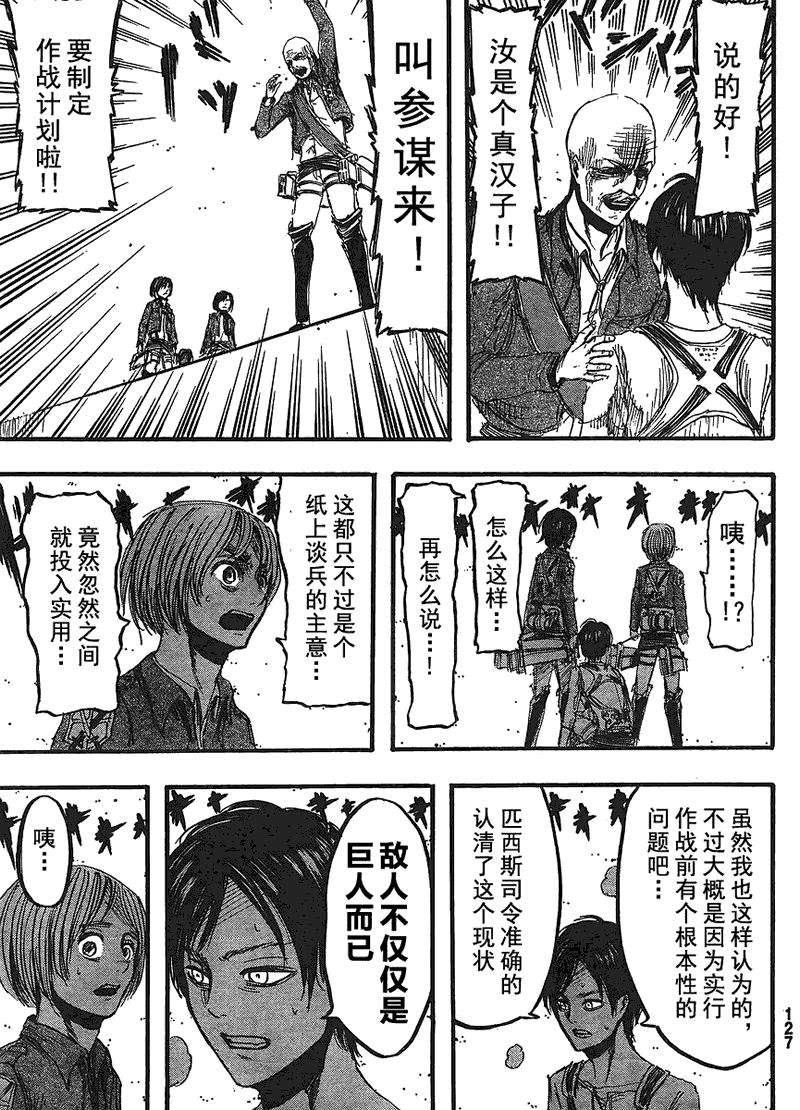 说的好！
汝是个真汉子！！
叫参谋来！
要制定
作战计划啦！！
咦……！？
怎么这样…
再怎么说…！
这都只不过是个
纸上谈兵的主意…
竟然忽然之间
就投入实用…
虽然我也这样认为的，
不过大概是因为实行
作战前有个根本性的
问题吧…
匹西斯司令准确的
认清了这个现状
敌人不仅仅是
巨人而已
咦…
127